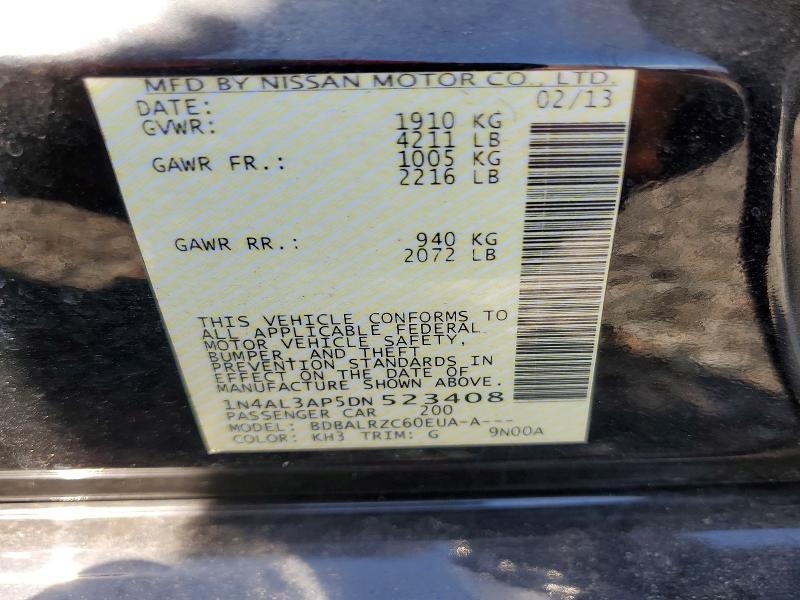 MFD BY NISSAN MOTOR CO., LTD.
DATE: 02/13
GVWR: 1910 KG
4211 LB
GAWR FR.: 1005 KG
2216 LB
GAWR RR.: 940 KG
2072 LB
THIS VEHICLE CONFORMS TO
ALL APPLICABLE FEDERAL
MOTOR VEHICLE SAFETY,
BUMPER, AND THEFT
PREVENTION STANDARDS IN
EFFECT ON THE DATE OF
MANUFACTURE SHOWN ABOVE.
1N4AL3AP5DN 523408
PASSENGER CAR 200
MODEL: BDBALRZC60EUA-A---
COLOR: KH3 TRIM: G 9N00A